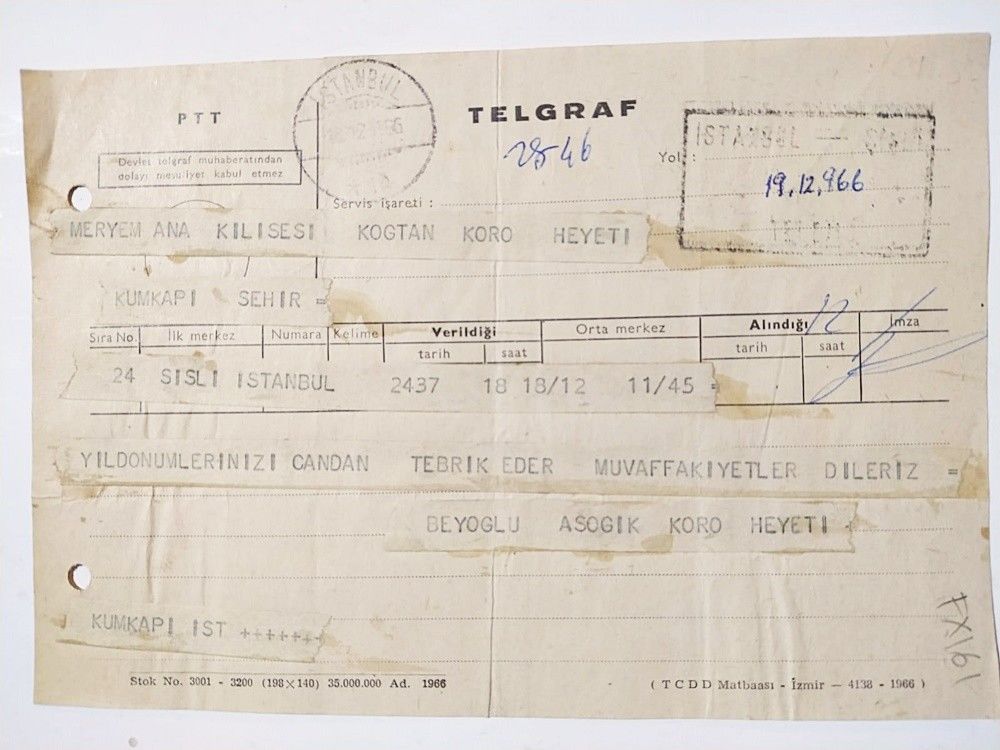 İSTANBUL
PTT
TELGRAF
2846
Devlet telgraf muhaberatından
dolayı mesuliyet kabul etmez
Yol :
İSTANBUL
19.12.966
Servis işareti :
MERYEM ANA KILISESI KOGTAN KORO HEYETI
KUMKAPI SEHIR =
Sıra No. İlk merkez Numara Kelime Verildiği Orta merkez Alındığı İmza
tarih saat tarih saat
12
24 SISLI ISTANBUL 2437 18 18/12 11/45 =
YILDONUMLERINIZI CANDAN TEBRIK EDER MUVAFFAKIYETLER DILERIZ =
BEYOGLU ASOGIK KORO HEYETI
KUMKAPI IST +++++++
FX161
Stok No. 3001 - 3200 (198×140) 35.000.000 Ad. 1966
( TCDD Matbaası - İzmir — 4138 - 1966 )